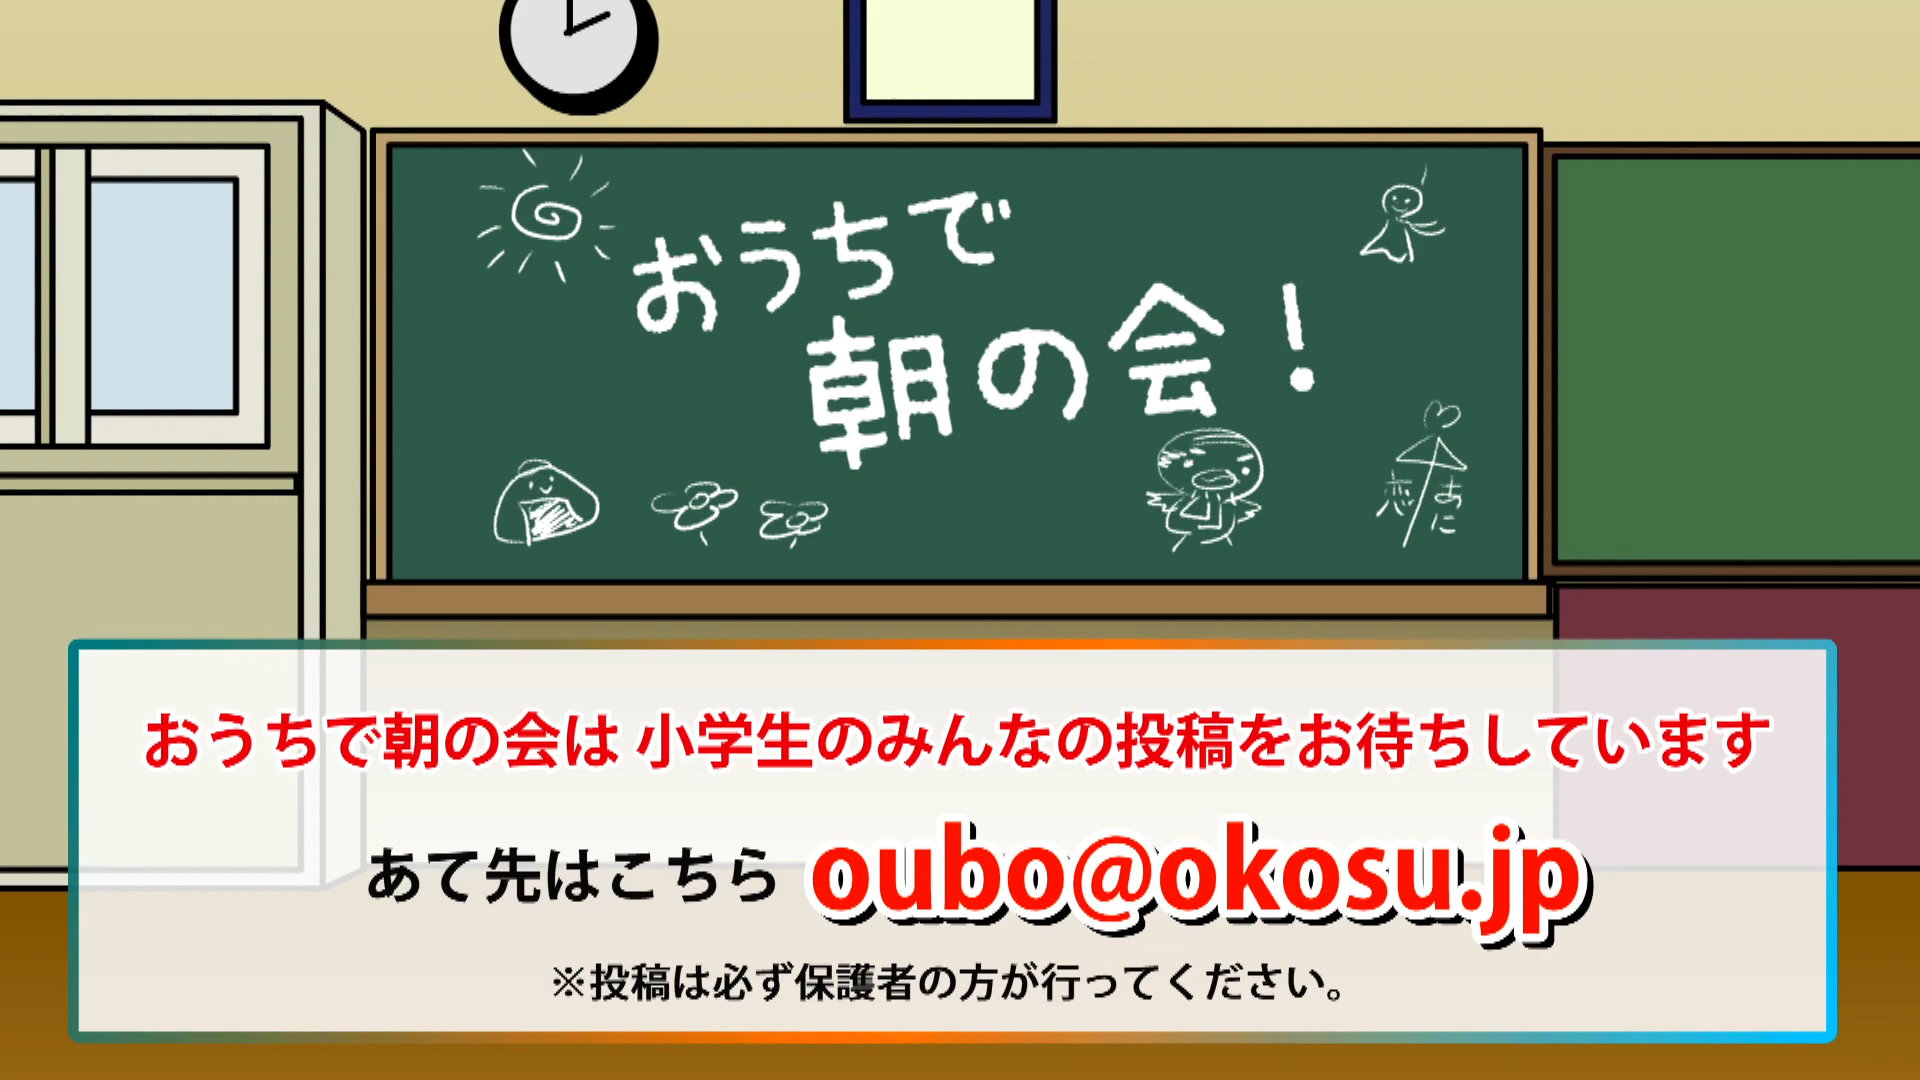 おうちで
朝の会！
恋
まに
おうちで朝の会は 小学生のみんなの投稿をお待ちしています
あて先はこちら oubo@okosu.jp
※投稿は必ず保護者の方が行ってください。